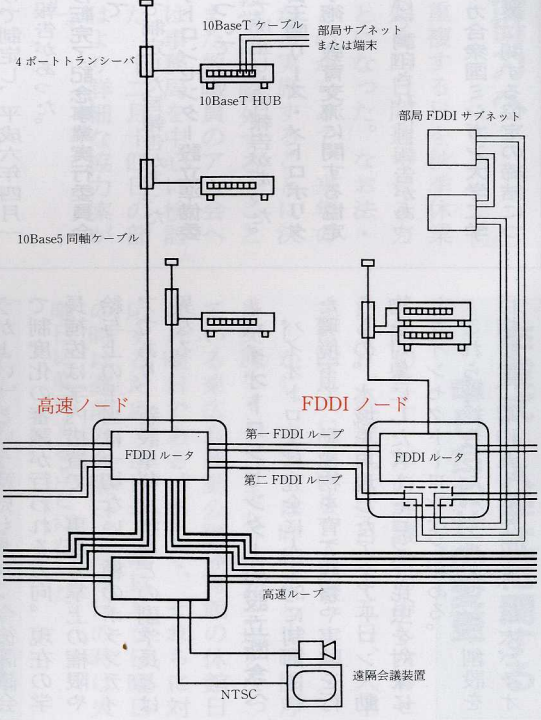 10BaseT ケーブル
部局サブネット
または端末
4 ポートトランシーバ
10BaseT HUB
部局 FDDI サブネット
10Base5 同軸ケーブル
高速ノード
FDDI ノード
第一 FDDI ループ
FDDI ルータ
FDDI ルータ
第二 FDDI ループ
高速ループ
遠隔会議装置
NTSC